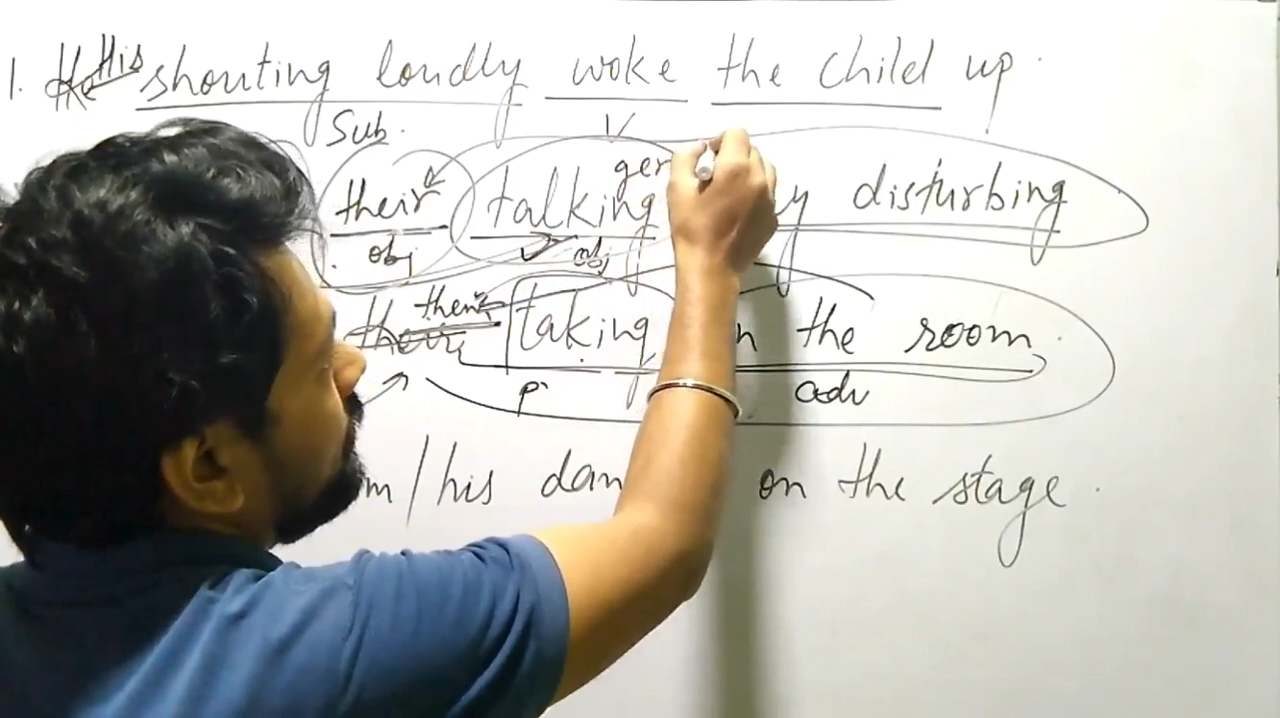 1. He His shouting loudly woke the child up.
Sub. V
ger
their talking disturbing
obj obj
them
their taking the room.
p adv
/his on the stage.